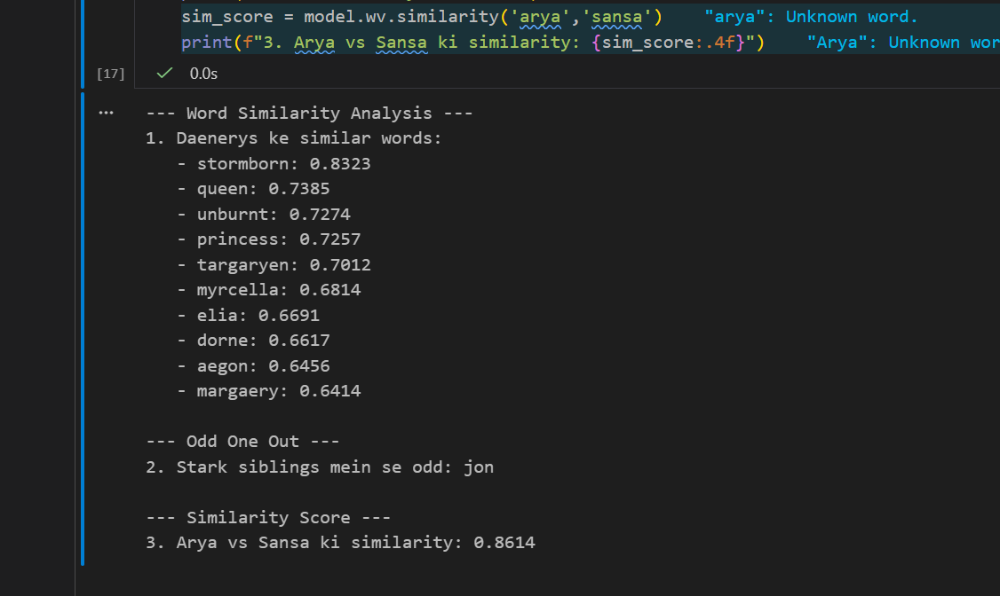 sim_score = model.wv.similarity('arya','sansa')    "arya": Unknown word.
print(f"3. Arya vs Sansa ki similarity: {sim_score:.4f}")    "Arya": Unknown
[17] ✓ 0.0s
... --- Word Similarity Analysis ---
1. Daenerys ke similar words:
- stormborn: 0.8323
- queen: 0.7385
- unburnt: 0.7274
- princess: 0.7257
- targaryen: 0.7012
- myrcella: 0.6814
- elia: 0.6691
- dorne: 0.6617
- aegon: 0.6456
- margaery: 0.6414
--- Odd One Out ---
2. Stark siblings mein se odd: jon
--- Similarity Score ---
3. Arya vs Sansa ki similarity: 0.8614